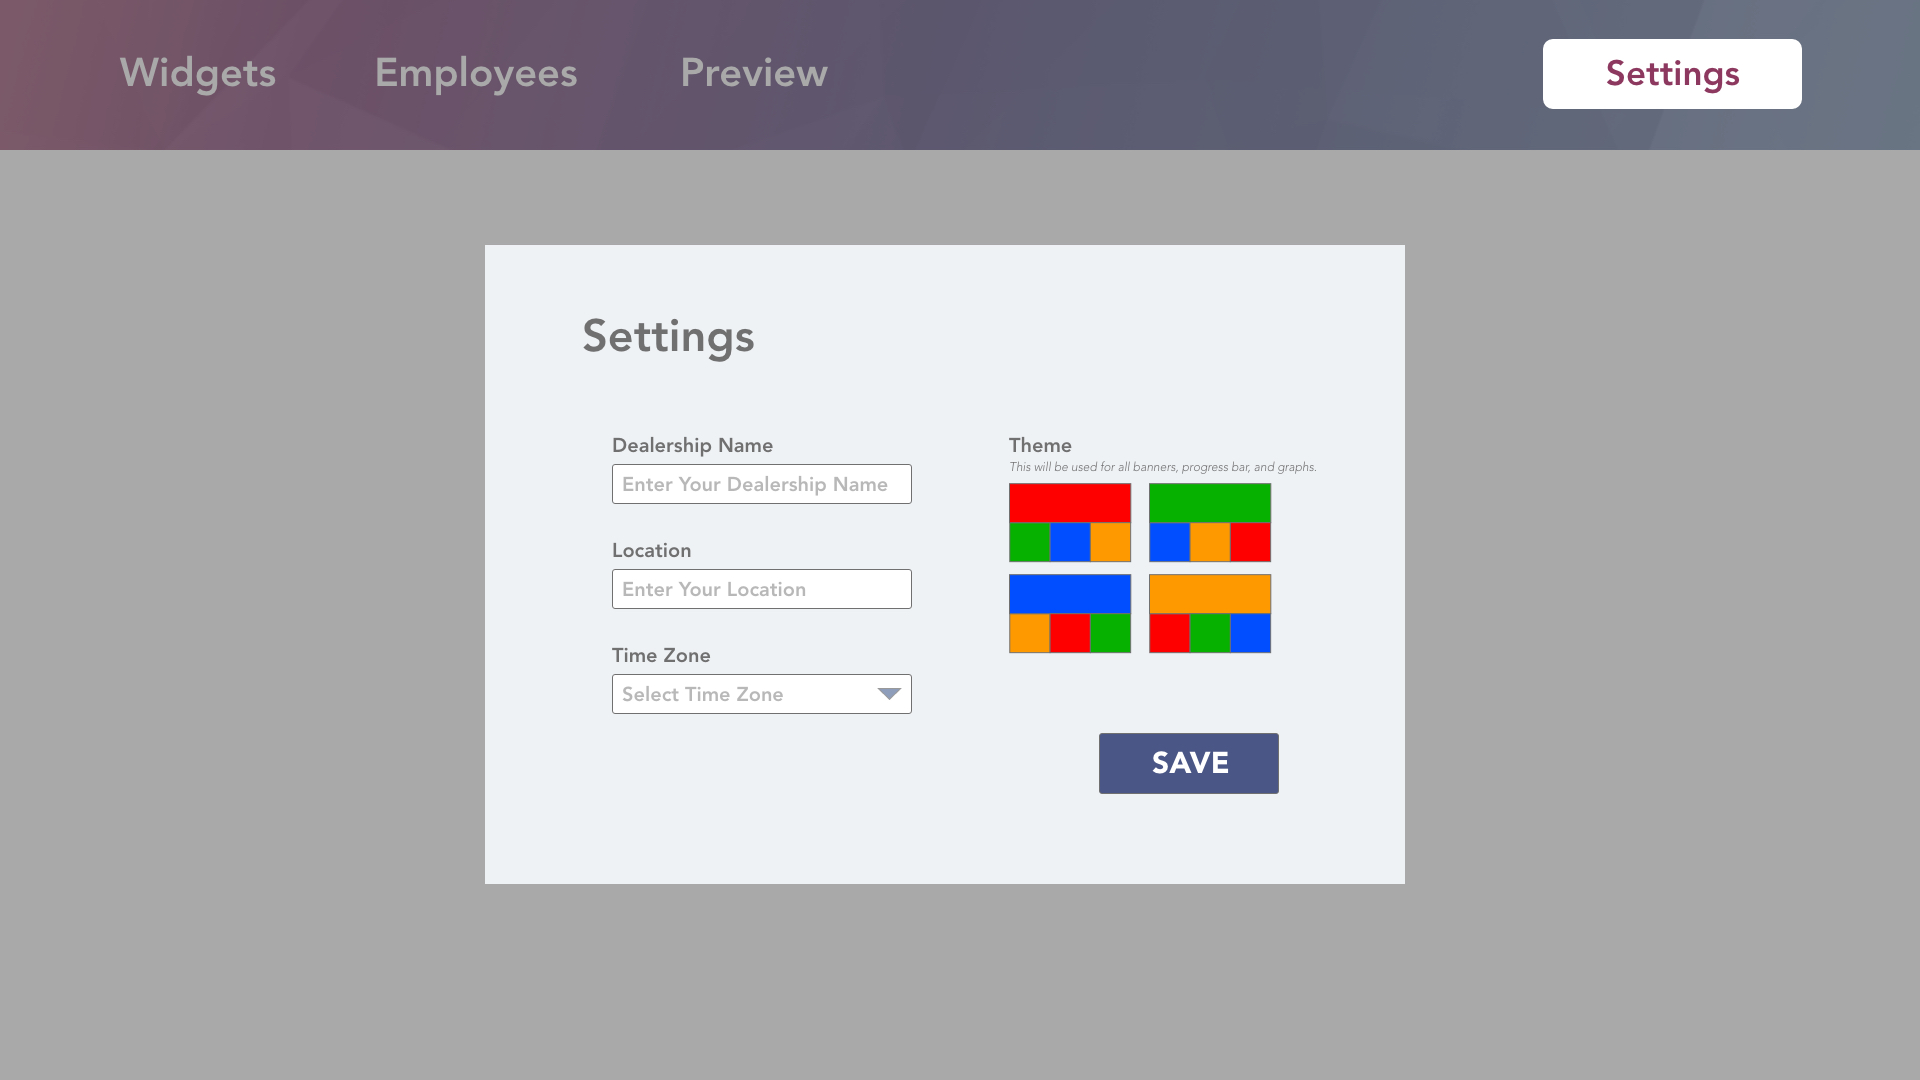 Widgets
Employees
Preview
Settings
Settings
Dealership Name
Enter Your Dealership Name
Location
Enter Your Location
Time Zone
Select Time Zone
Theme
This will be used for all banners, progress bar, and graphs.
SAVE